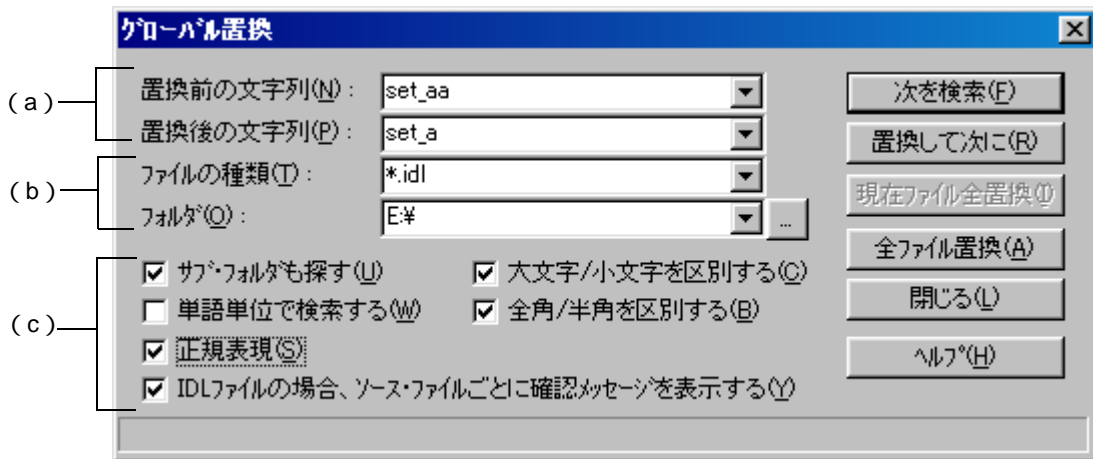 グローバル置換
(a)
置換前の文字列(N): set_aa 次を検索(F)
置換後の文字列(P): set_a 置換して次に(R)
(b)
ファイルの種類(T): *.idl 現在ファイル全置換(I)
フォルダ(O): E:¥ ... 全ファイル置換(A)
(c)
サブ・フォルダも探す(U) 大文字/小文字を区別する(C) 閉じる(L)
単語単位で検索する(W) 全角/半角を区別する(B)
正規表現(S) ヘルプ(H)
IDLファイルの場合、ソース・ファイルごとに確認メッセージを表示する(Y)